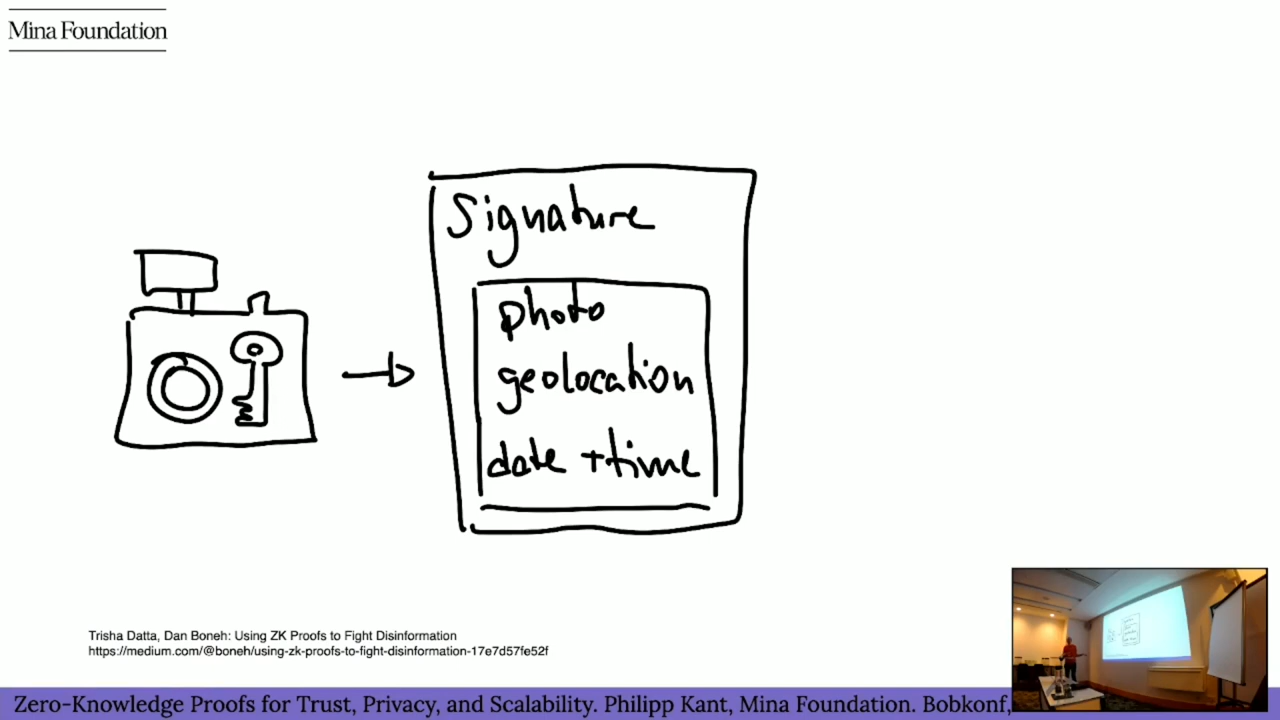 Mina Foundation
Signature
photo
geolocation
date + time
Trisha Datta, Dan Boneh: Using ZK Proofs to Fight Disinformation
https://medium.com/@boneh/using-zk-proofs-to-fight-disinformation-17e7d57fe52f
Zero-Knowledge Proofs for Trust, Privacy, and Scalability. Philipp Kant, Mina Foundation. Bobkonf,